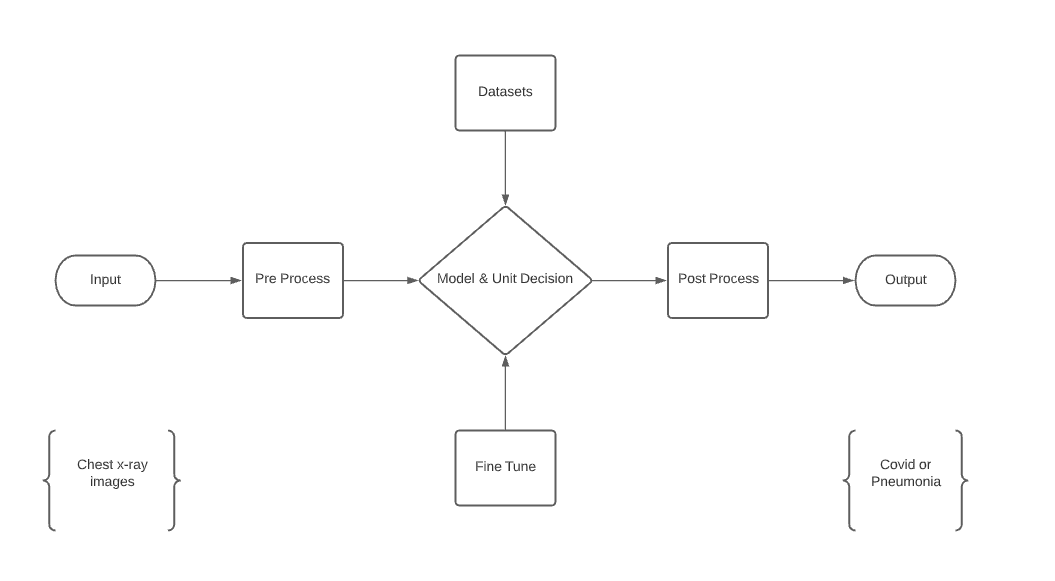 Datasets
Input
Pre Process
Model & Unit Decision
Post Process
Output
Fine Tune
Chest x-ray
images
Covid or
Pneumonia